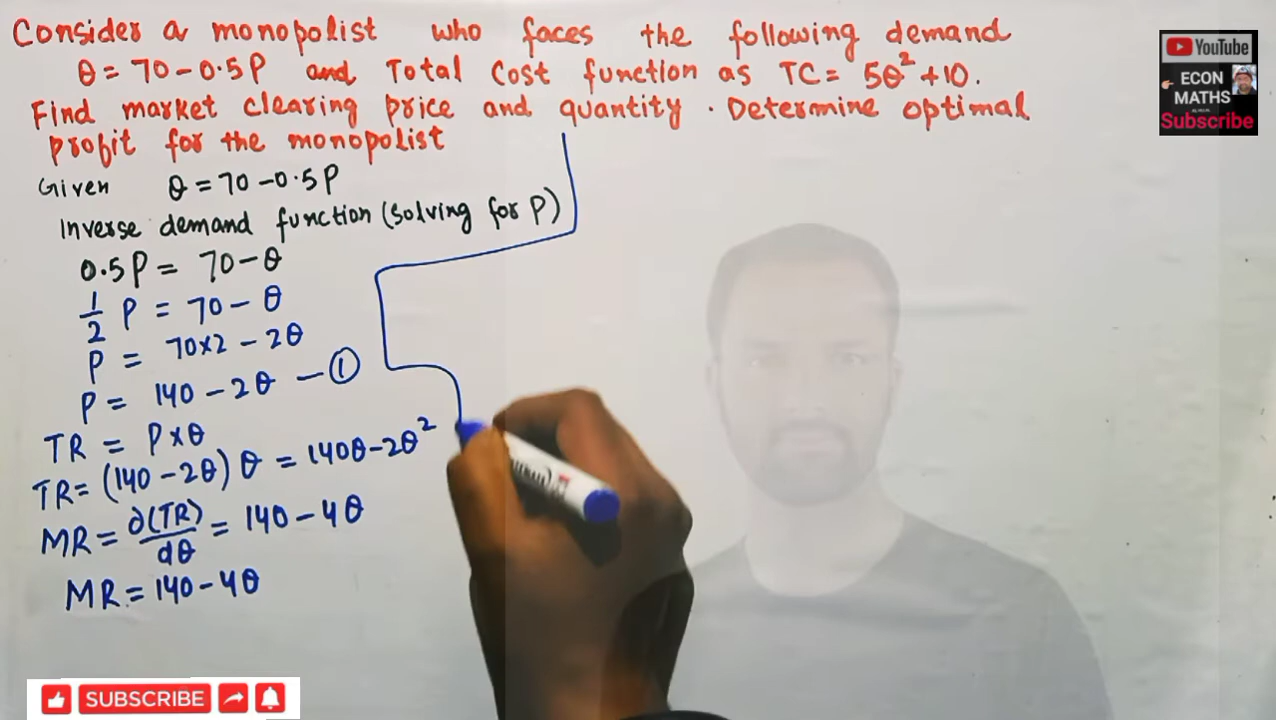 Consider a monopolist who faces the following demand
θ = 70 - 0.5P and Total Cost function as TC = 5θ² + 10.
Find market clearing price and quantity. Determine optimal
profit for the monopolist
Given θ = 70 - 0.5P
Inverse demand function (solving for P)
0.5P = 70 - θ
1/2 P = 70 - θ
P = 70×2 - 2θ
P = 140 - 2θ — ①
TR = P×θ
TR = (140 - 2θ) θ = 140θ - 2θ²
MR = ∂(TR)/dθ = 140 - 4θ
MR = 140 - 4θ
YouTube
ECON
MATHS
Subscribe
SUBSCRIBE